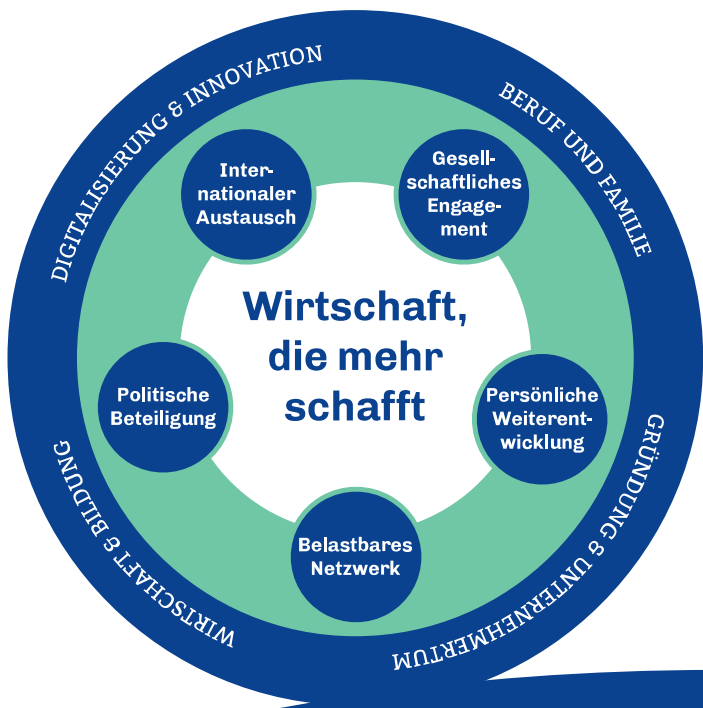 DIGITALISIERUNG & INNOVATION
BERUF UND FAMILIE
Inter-
nationaler
Austausch
Gesell-
schaftliches
Engage-
ment
Wirtschaft,
die mehr
schafft
Politische
Beteiligung
Persönliche
Weiterent-
wicklung
Belastbares
Netzwerk
WIRTSCHAFT & BILDUNG
GRÜNDUNG & UNTERNEHMERTUM